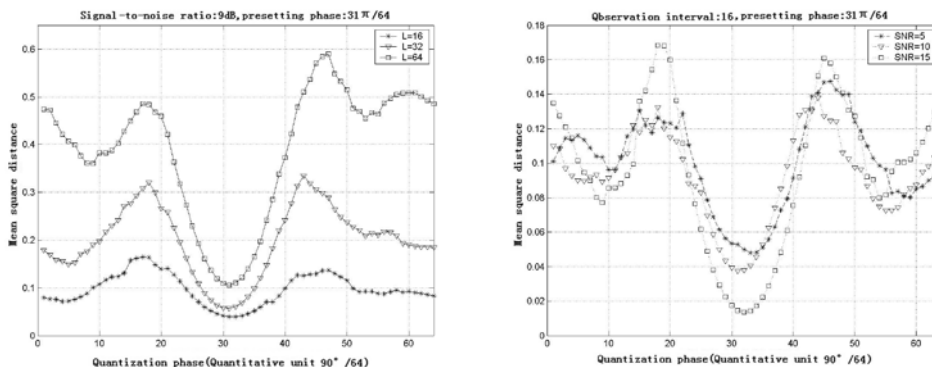 Signal-to-noise ratio:9dB,presetting phase:31π/64
L=16
L=32
L=64
Mean square distance
0.6
0.5
0.4
0.3
0.2
0.1
0
0 10 20 30 40 50 60
Quantization phase(Quantitative unit 90° /64)
Qbservation interval:16,presetting phase:31π/64
SNR=5
SNR=10
SNR=15
Mean square distance
0.18
0.16
0.14
0.12
0.1
0.08
0.06
0.04
0.02
0
0 10 20 30 40 50 60
Quantization phase(Quantitative unit 90° /64)